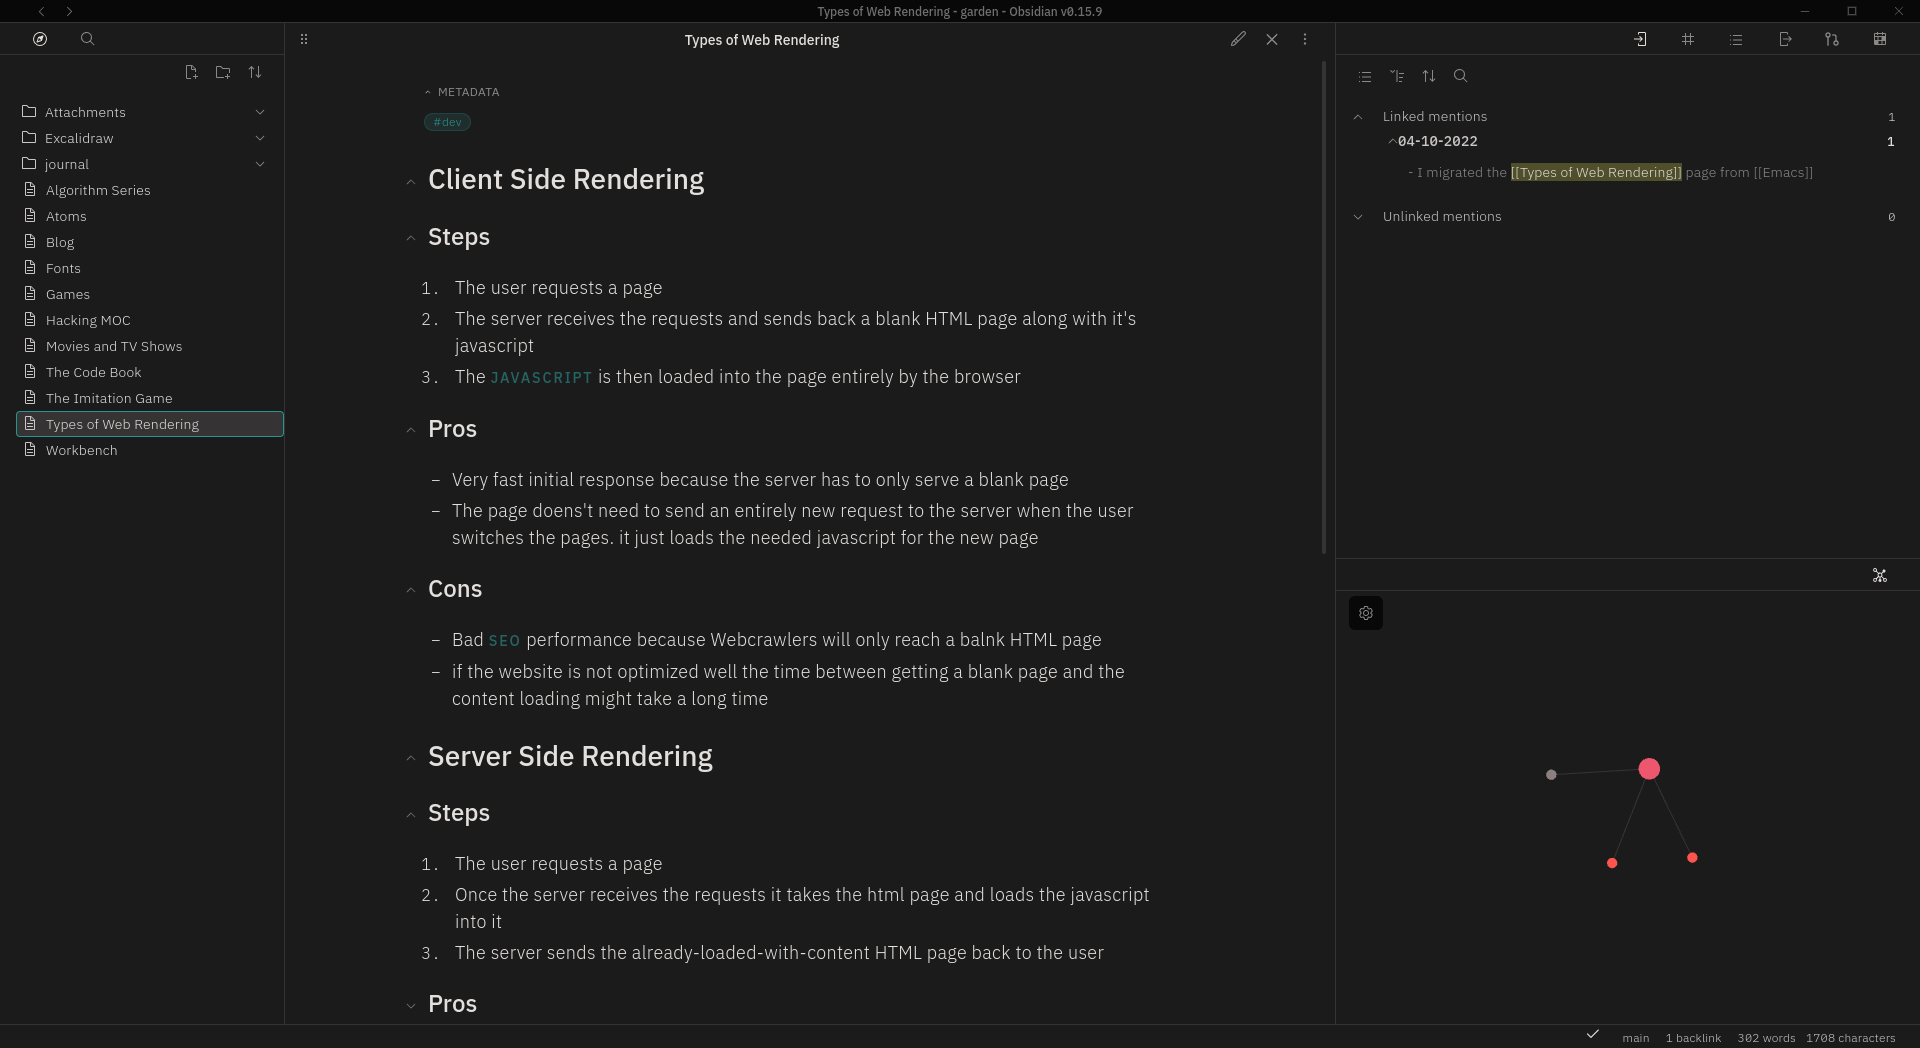 Types of Web Rendering - garden - Obsidian v0.15.9
Attachments
Excalidraw
journal
Algorithm Series
Atoms
Blog
Fonts
Games
Hacking MOC
Movies and TV Shows
The Code Book
The Imitation Game
Types of Web Rendering
Workbench
Types of Web Rendering
METADATA
#dev
Client Side Rendering
Steps
1. The user requests a page
2. The server receives the requests and sends back a blank HTML page along with it's
javascript
3. The JAVASCRIPT is then loaded into the page entirely by the browser
Pros
– Very fast initial response because the server has to only serve a blank page
– The page doens't need to send an entirely new request to the server when the user
switches the pages. it just loads the needed javascript for the new page
Cons
– Bad SEO performance because Webcrawlers will only reach a balnk HTML page
– if the website is not optimized well the time between getting a blank page and the
content loading might take a long time
Server Side Rendering
Steps
1. The user requests a page
2. Once the server receives the requests it takes the html page and loads the javascript
into it
3. The server sends the already-loaded-with-content HTML page back to the user
Pros
Linked mentions 1
04-10-2022 1
- I migrated the [[Types of Web Rendering]] page from [[Emacs]]
Unlinked mentions 0
main 1 backlink 302 words 1708 characters